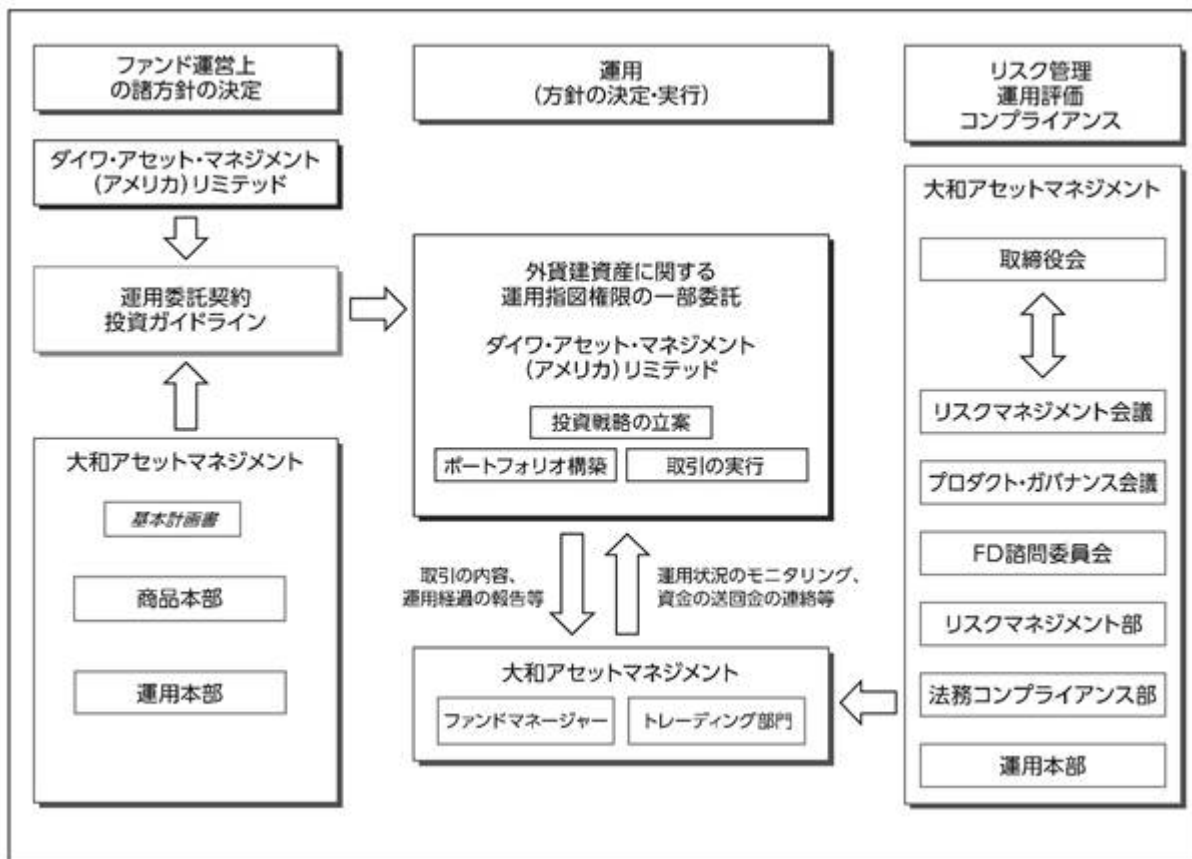 ファンド運営上
の諸方針の決定
ダイワ・アセット・マネジメント
(アメリカ)リミテッド
運用委託契約
投資ガイドライン
大和アセットマネジメント
基本計画書
商品本部
運用本部
運用
(方針の決定・実行)
外貨建資産に関する
運用指図権限の一部委託
ダイワ・アセット・マネジメント
(アメリカ)リミテッド
投資戦略の立案
ポートフォリオ構築
取引の実行
取引の内容、
運用経過の報告等
運用状況のモニタリング、
資金の送回金の連絡等
大和アセットマネジメント
ファンドマネージャー
トレーディング部門
リスク管理
運用評価
コンプライアンス
大和アセットマネジメント
取締役会
リスクマネジメント会議
プロダクト・ガバナンス会議
FD諮問委員会
リスクマネジメント部
法務コンプライアンス部
運用本部